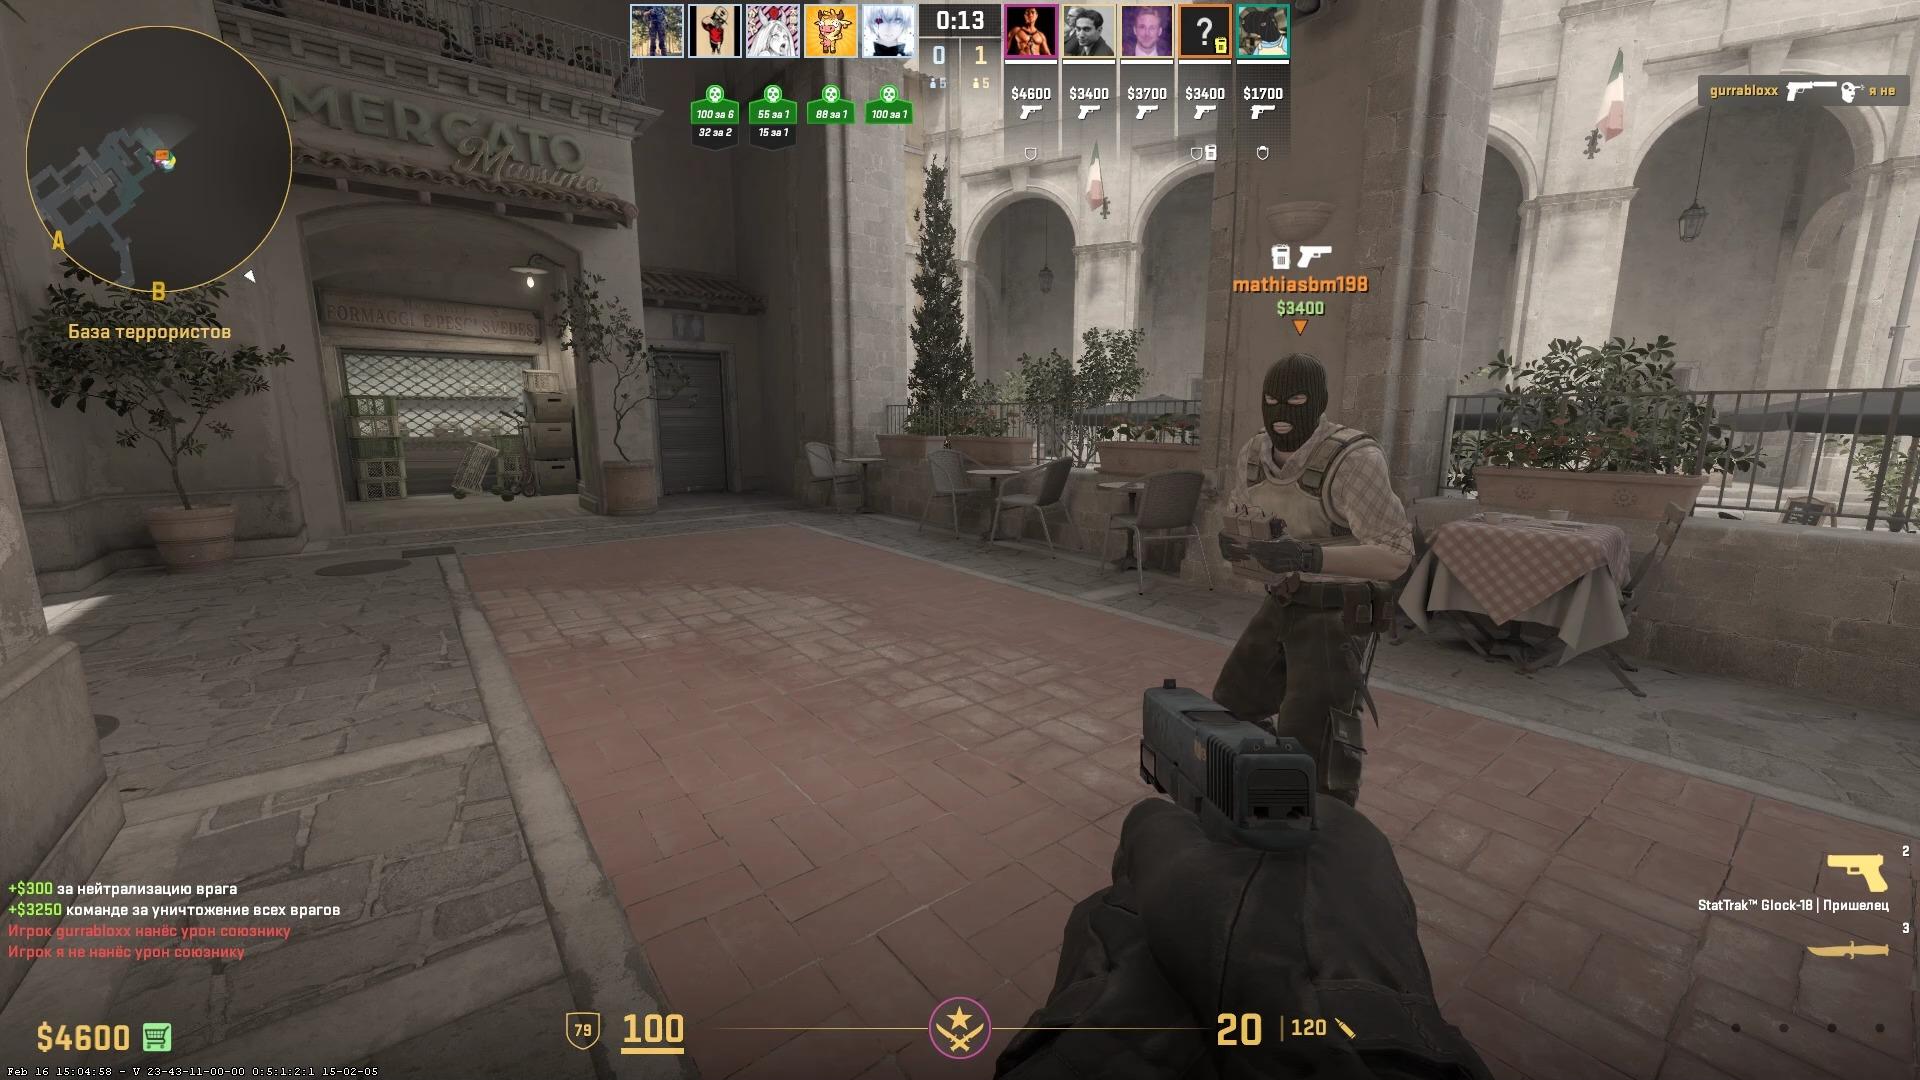 0:13
0
1
5
5
100 за 6
55 за 1
88 за 1
100 за 1
32 за 2
15 за 1
?
$4600
$3400
$3700
$3400
$1700
gurrabloxx
я не
MERCATO
Massimo
FORMAGGI E PESCI SVEDESI
A
B
База террористов
mathiasbm198
$3400
+$300 за нейтрализацию врага
+$3250 команде за уничтожение всех врагов
Игрок gurrabloxx нанёс урон союзнику
Игрок я не нанёс урон союзнику
2
StatTrak™ Glock-18 | Пришелец
3
$4600
79
100
20
120
Feb 16 15:04:58 - V 23-43-11-00-00 0:5:1:2:1 15-02-05